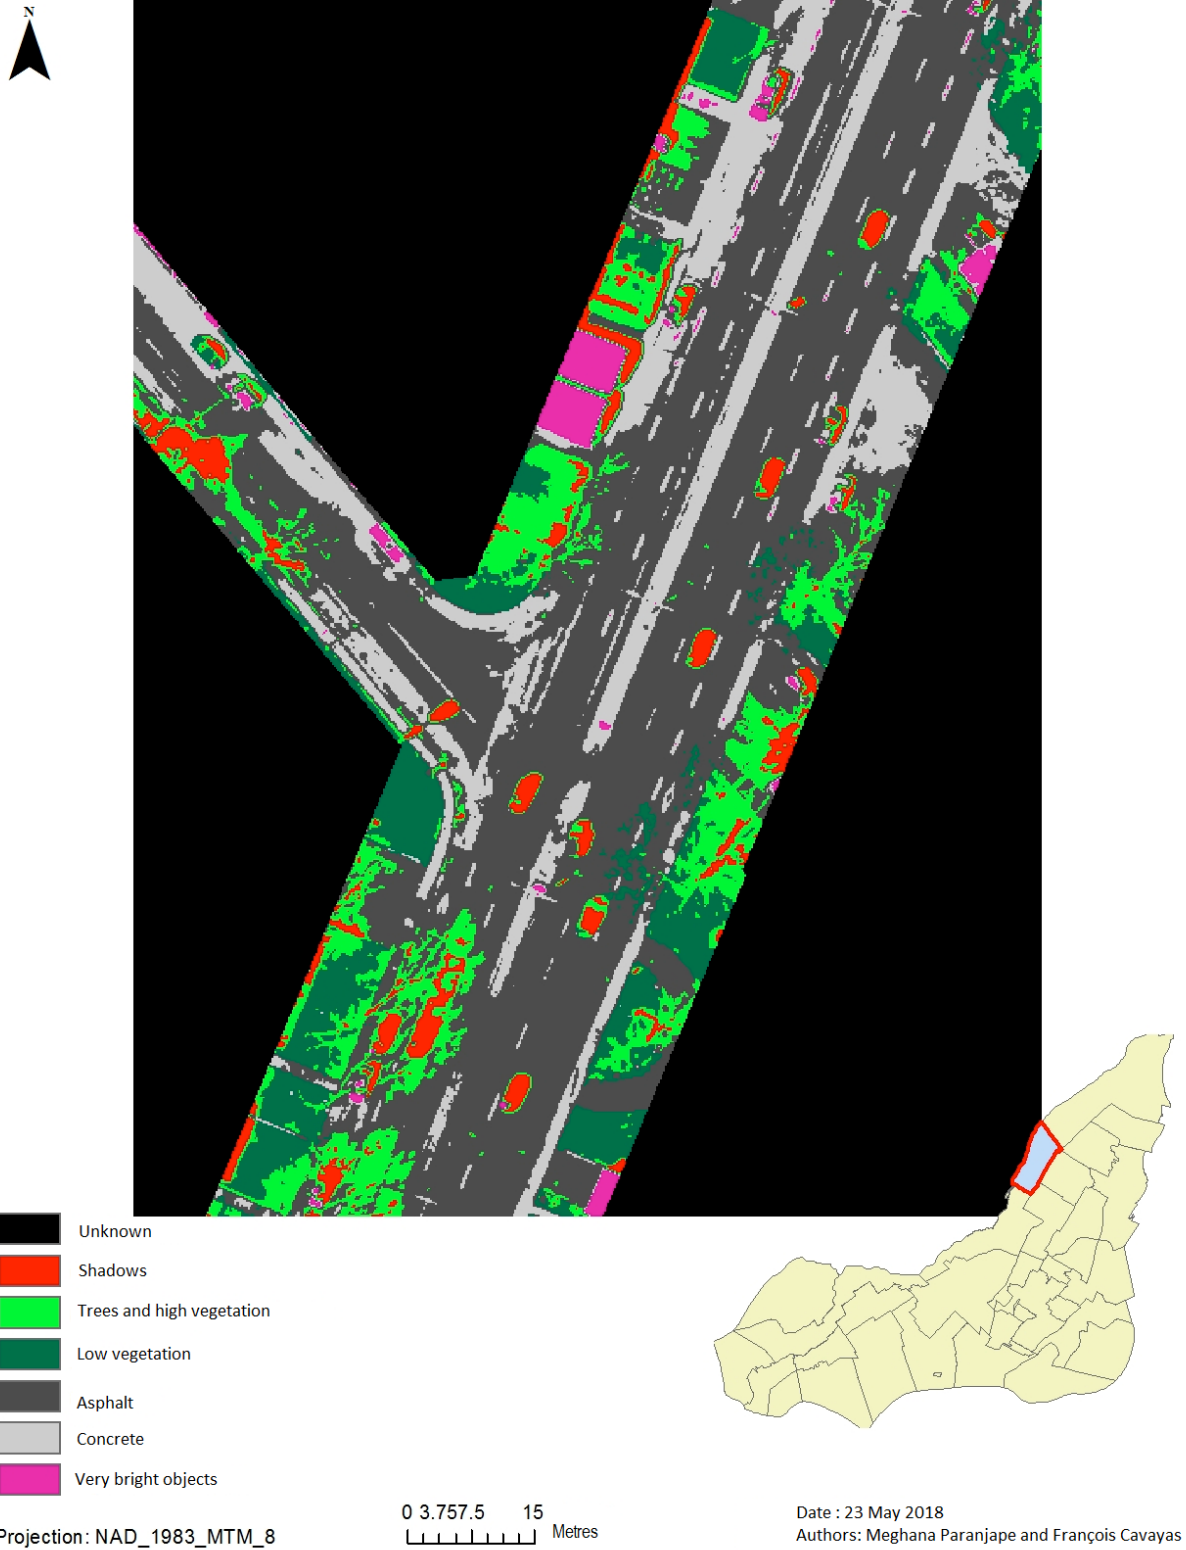 N
Unknown
Shadows
Trees and high vegetation
Low vegetation
Asphalt
Concrete
Very bright objects
Projection: NAD_1983_MTM_8
0 3.757.5 15
Metres
Date : 23 May 2018
Authors: Meghana Paranjape and François Cavayas